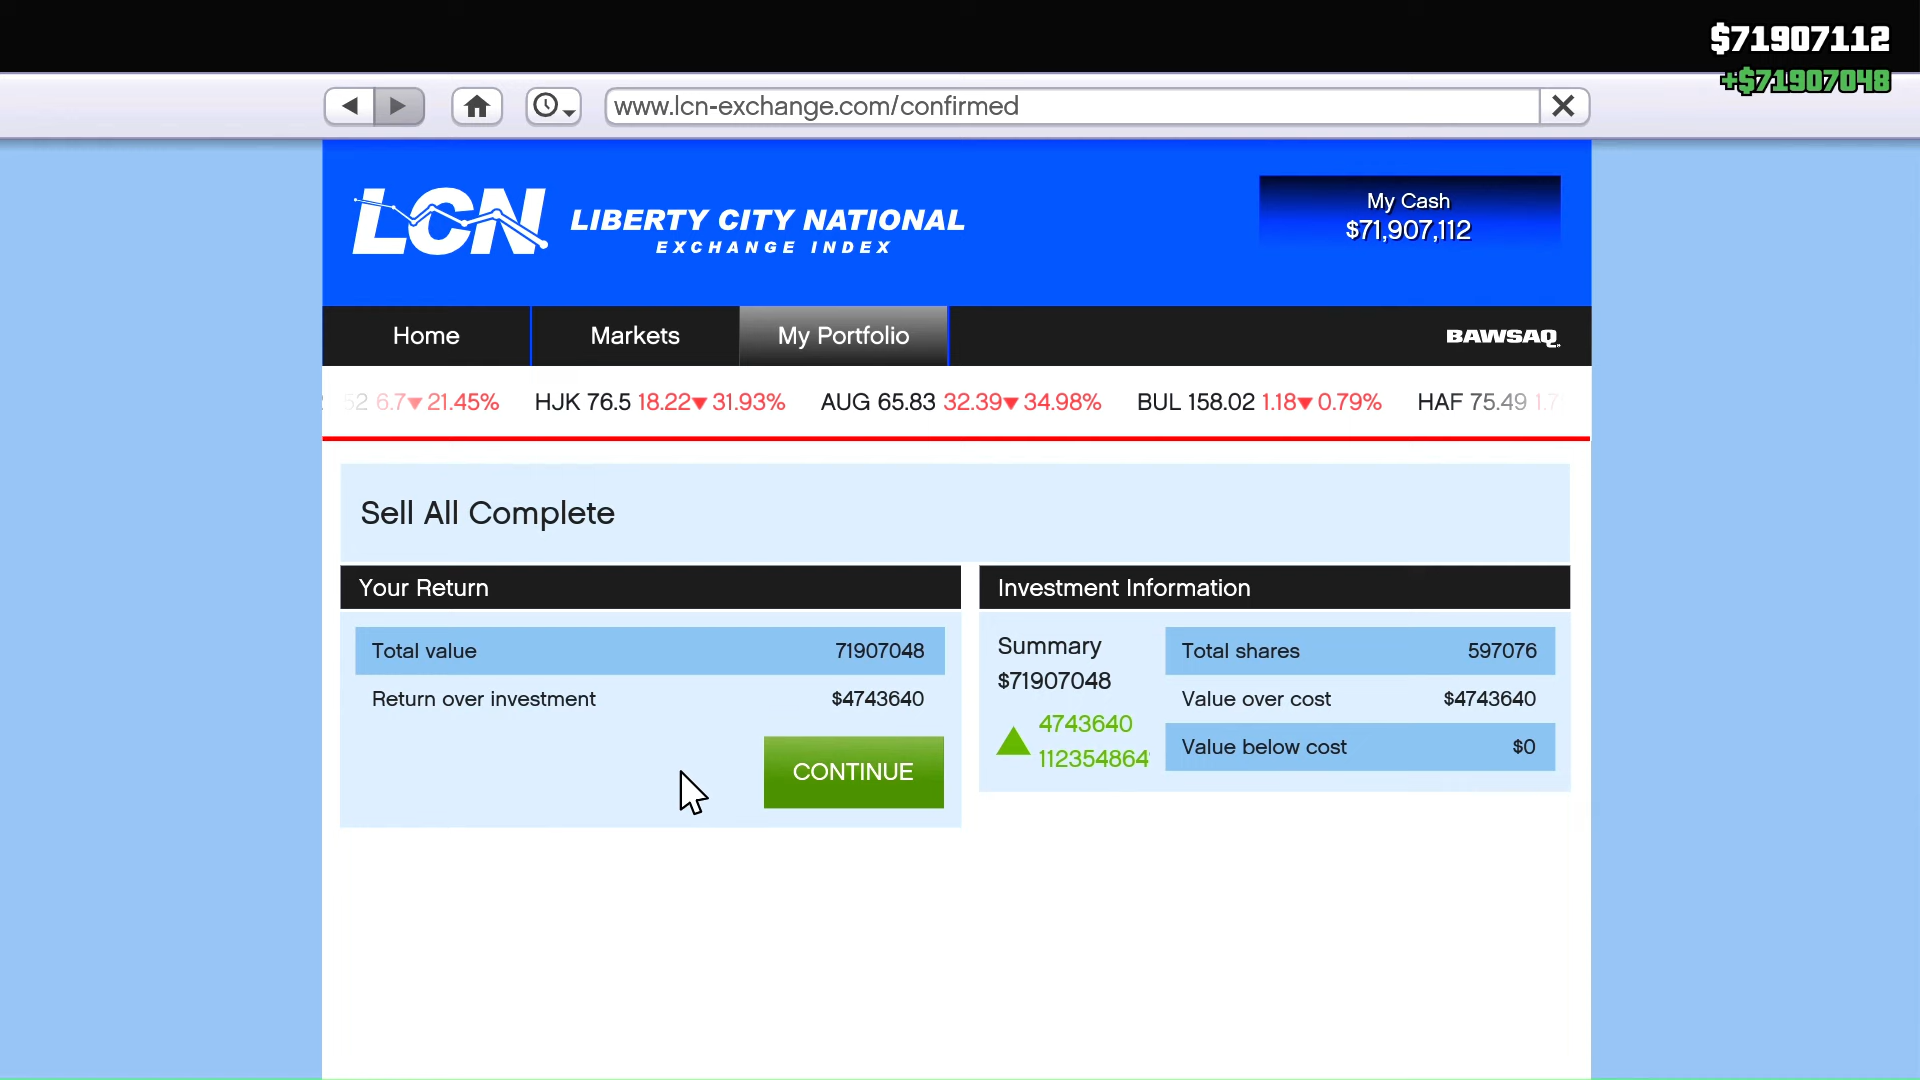 $71907112
+$71907048
www.lcn-exchange.com/confirmed
LCN
LIBERTY CITY NATIONAL
EXCHANGE INDEX
My Cash
$71,907,112
Home Markets My Portfolio BAWSAQ
52 6.7▼21.45% HJK 76.5 18.22▼31.93% AUG 65.83 32.39▼34.98% BUL 158.02 1.18▼0.79% HAF 75.49
Sell All Complete
Your Return
Total value 71907048
Return over investment $4743640
CONTINUE
Investment Information
Summary
$71907048
4743640
112354864
Total shares 597076
Value over cost $4743640
Value below cost $0